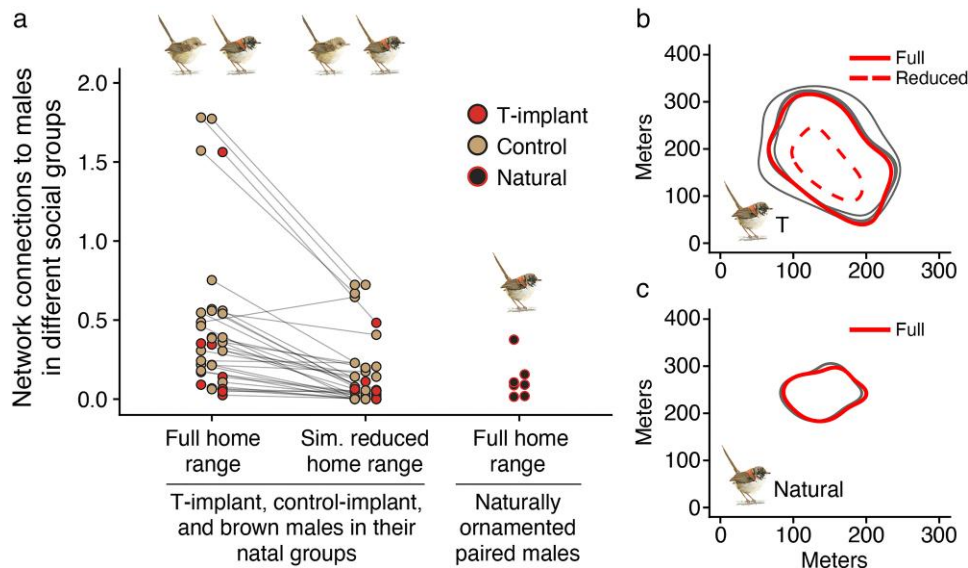 a
Network connections to males
in different social groups
2.0
1.5
1.0
0.5
0.0
T-implant
Control
Natural
Full home
range
Sim. reduced
home range
Full home
range
T-implant, control-implant,
and brown males in their
natal groups
Naturally
ornamented
paired males
b
Meters
400
300
200
100
0
Full
Reduced
T
0 100 200 300
c
Meters
400
300
200
300
0
Full
Natural
0 100 200 300
Meters